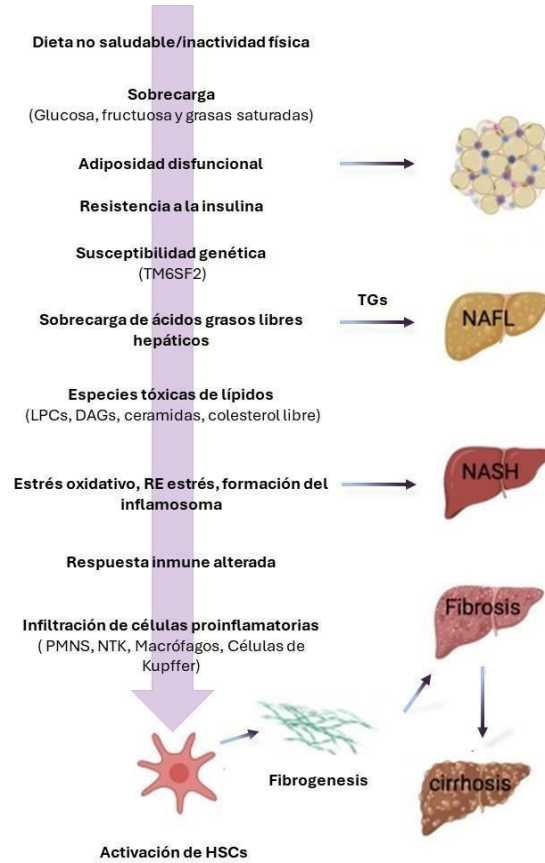 Dieta no saludable/inactividad física
Sobrecarga
(Glucosa, fructuosa y grasas saturadas)
Adiposidad disfuncional
Resistencia a la insulina
Susceptibilidad genética
(TM6SF2)
TGs
NAFL
Sobrecarga de ácidos grasos libres
hepáticos
Especies tóxicas de lípidos
(LPCs, DAGs, ceramidas, colesterol libre)
NASH
Estrés oxidativo, RE estrés, formación del
inflamosoma
Respuesta inmune alterada
Fibrosis
Infiltración de células proinflamatorias
( PMNS, NTK, Macrófagos, Células de
Kupffer)
Fibrogenesis
cirrhosis
Activación de HSCs